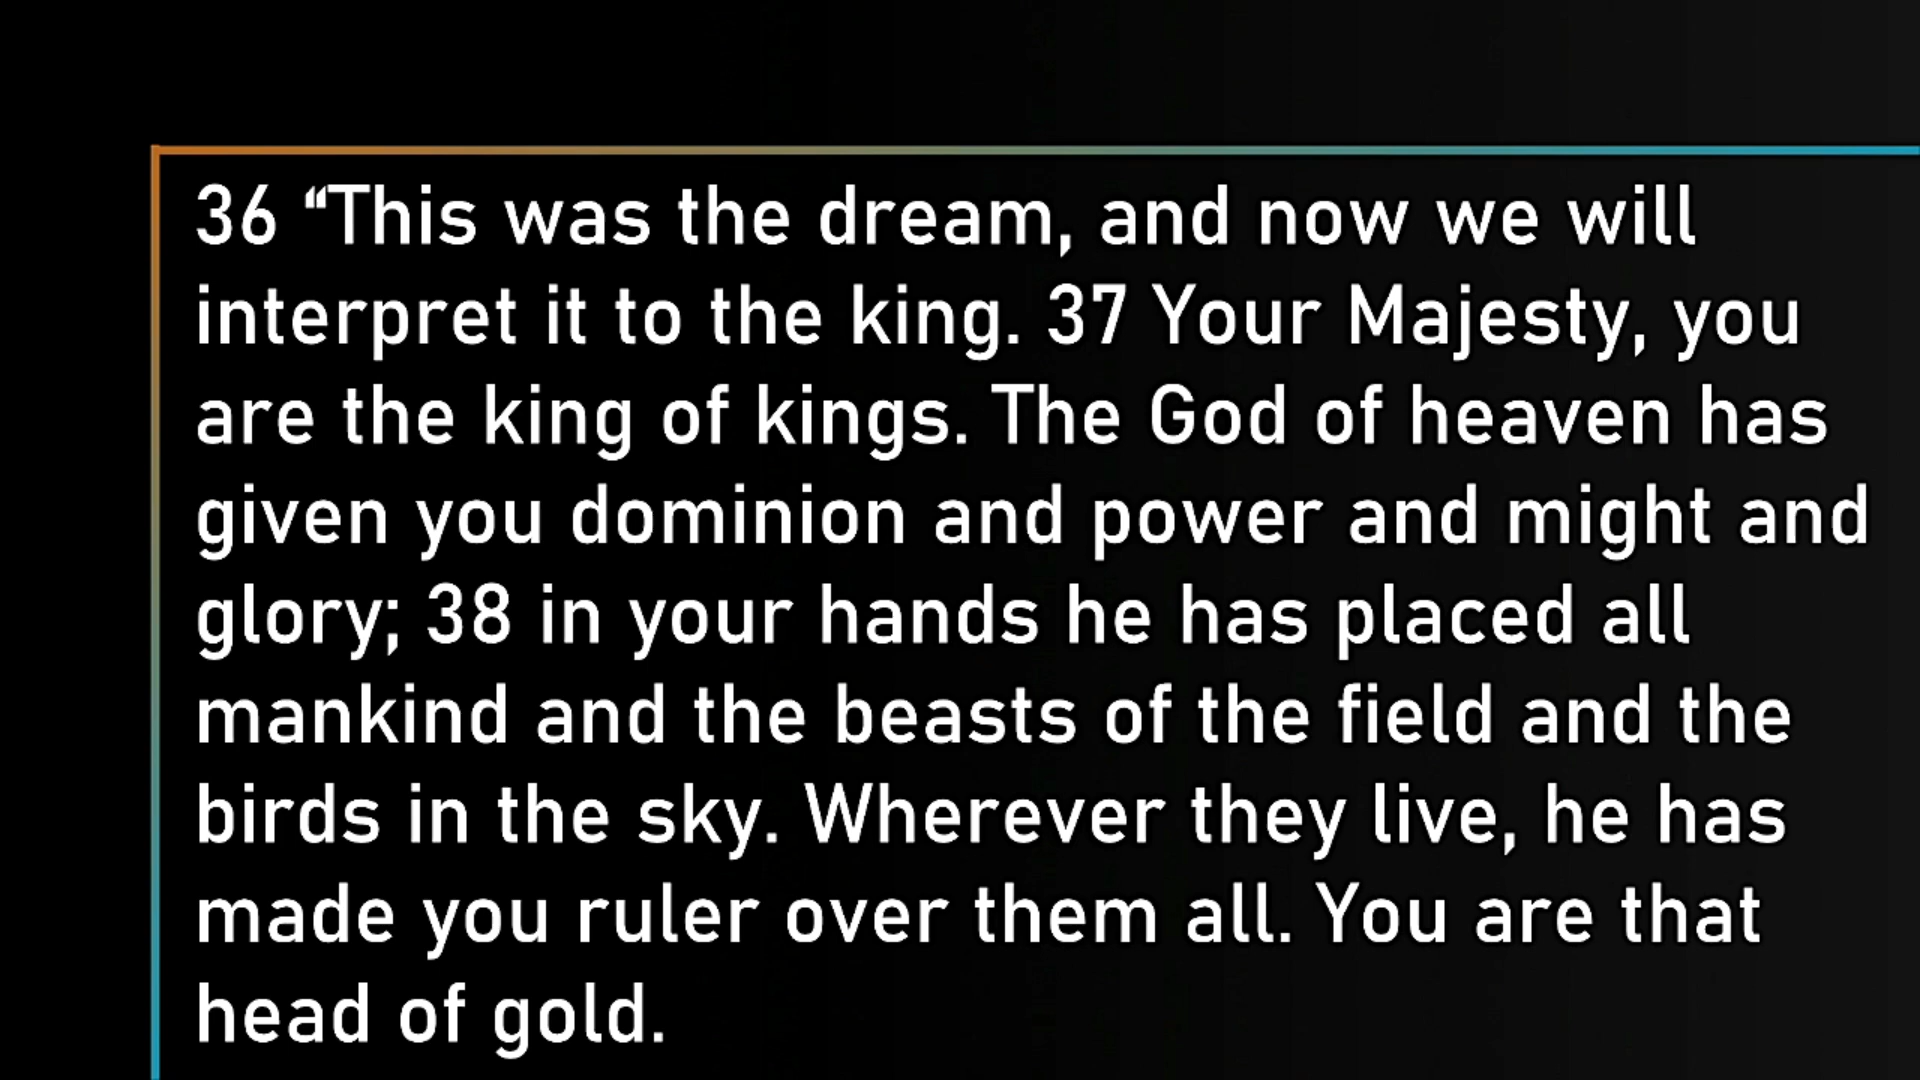 36 “This was the dream, and now we will
interpret it to the king. 37 Your Majesty, you
are the king of kings. The God of heaven has
given you dominion and power and might and
glory; 38 in your hands he has placed all
mankind and the beasts of the field and the
birds in the sky. Wherever they live, he has
made you ruler over them all. You are that
head of gold.